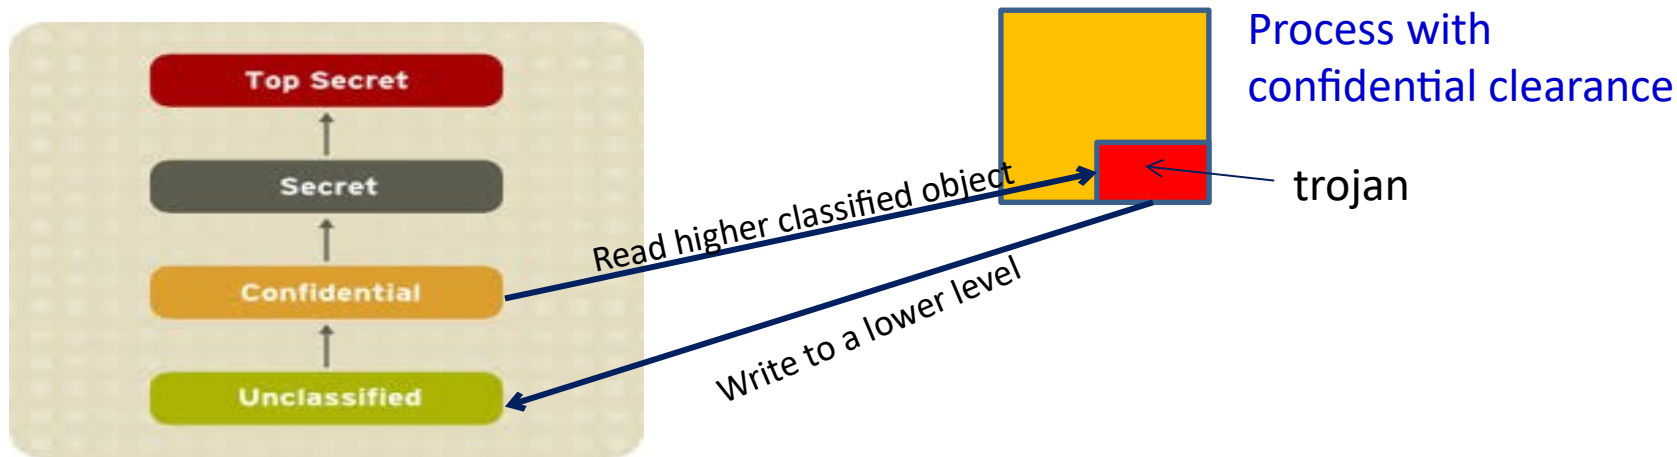 Top Secret
Secret
Confidential
Unclassified
Read higher classified object
Write to a lower level
Process with
confidential clearance
trojan